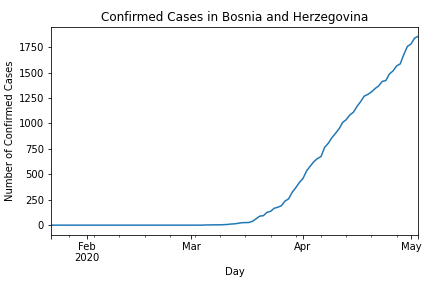 Confirmed Cases in Bosnia and Herzegovina
Number of Confirmed Cases
1750
1500
1250
1000
750
500
250
0
Feb
2020
Mar
Apr
May
Day